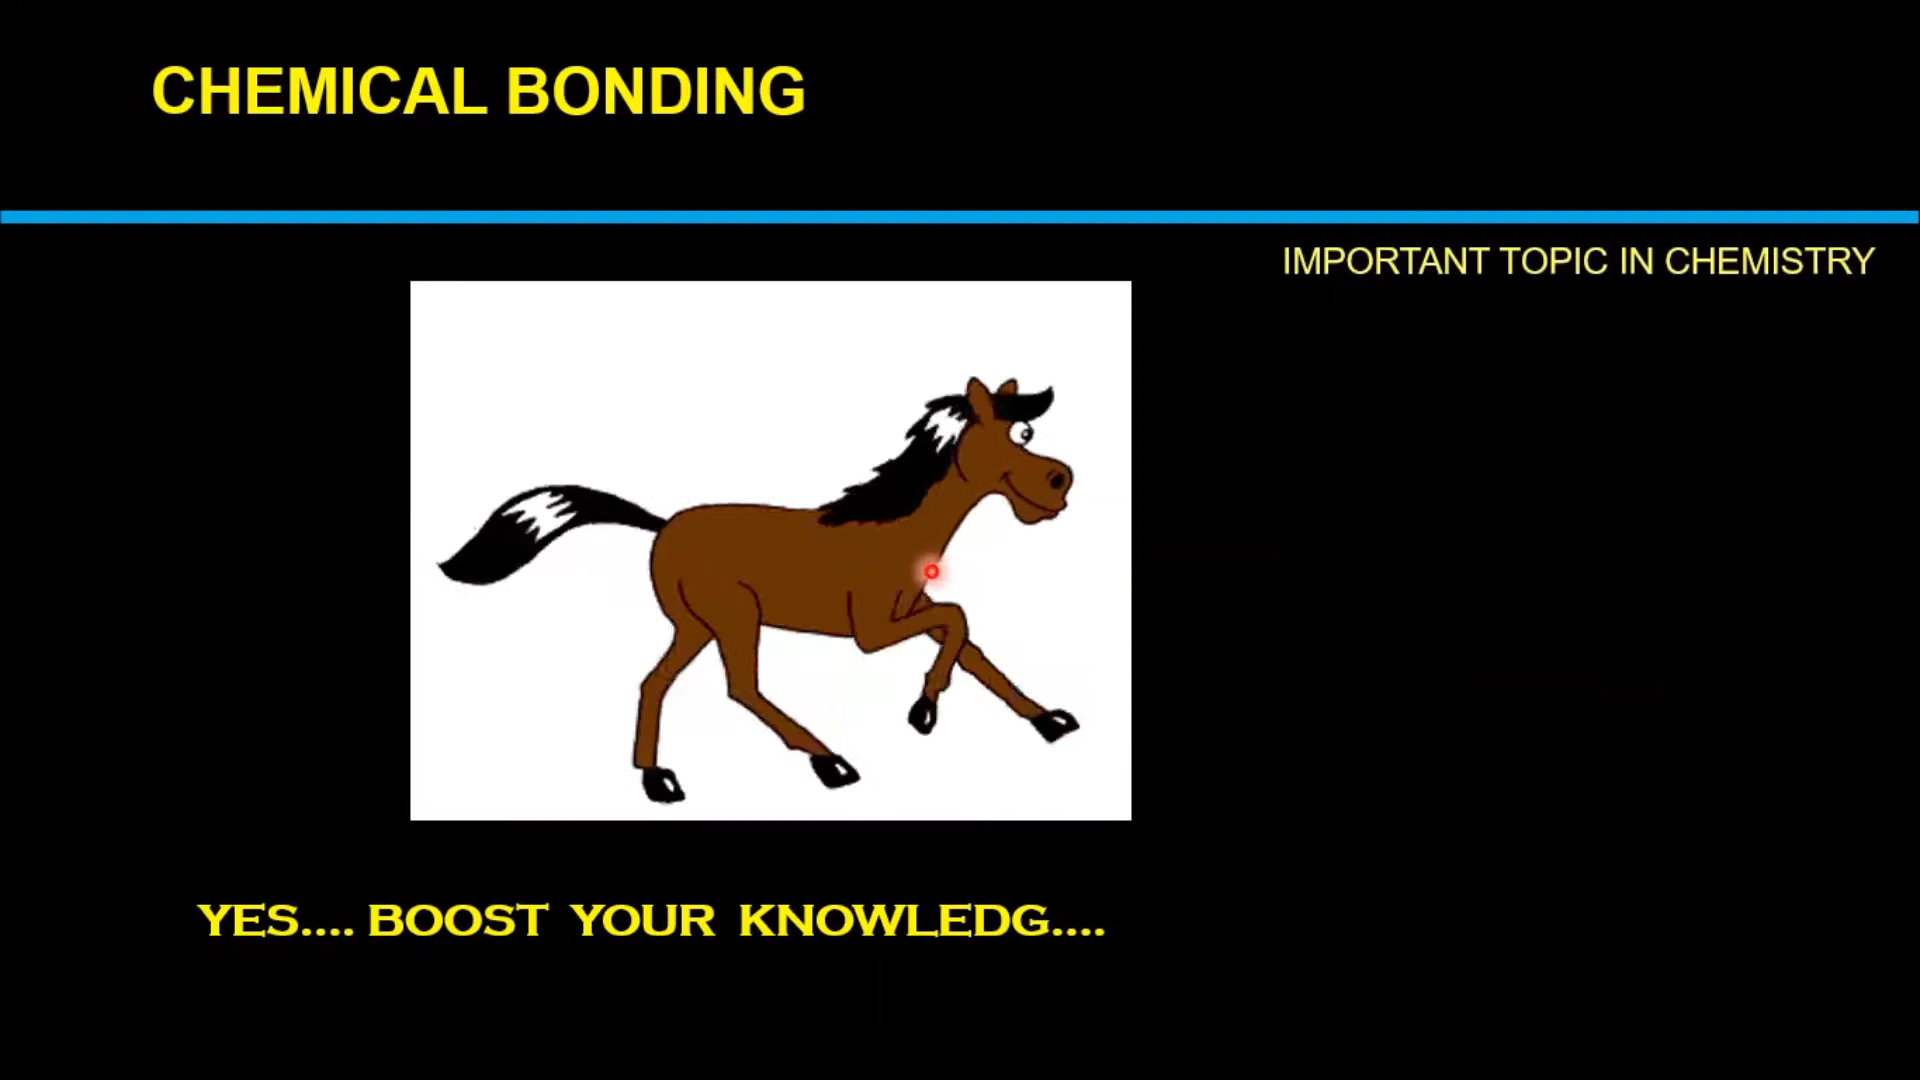 CHEMICAL BONDING
IMPORTANT TOPIC IN CHEMISTRY
YES.... BOOST YOUR KNOWLEDG....